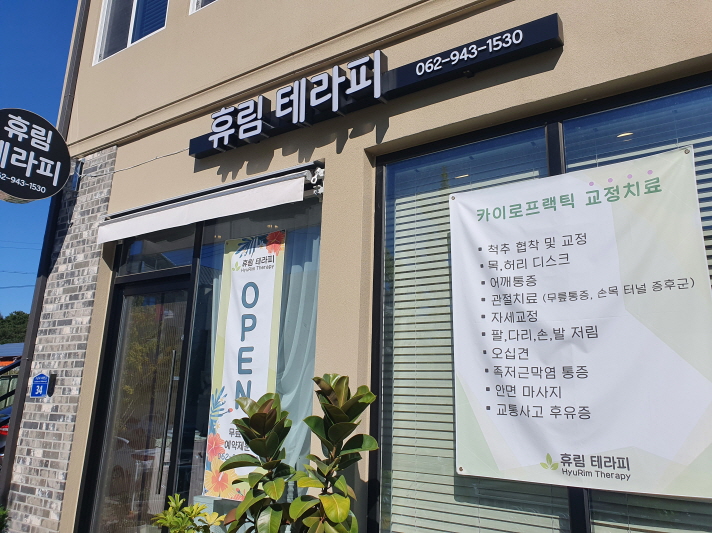 휴림 테라피 062-943-1530
휴림
테라피
62-943-1530
휴림 테라피
HyuRim Therapy
OPEN
34
카이로프랙틱 교정치료
▪ 척추 협착 및 교정
▪ 목,허리 디스크
▪ 어깨통증
▪ 관절치료 (무릎통증, 손목 터널 증후군)
▪ 자세교정
▪ 팔,다리,손,발 저림
▪ 오십견
▪ 족저근막염 통증
▪ 안면 마사지
▪ 교통사고 후유증
휴림 테라피
HyuRim Therapy